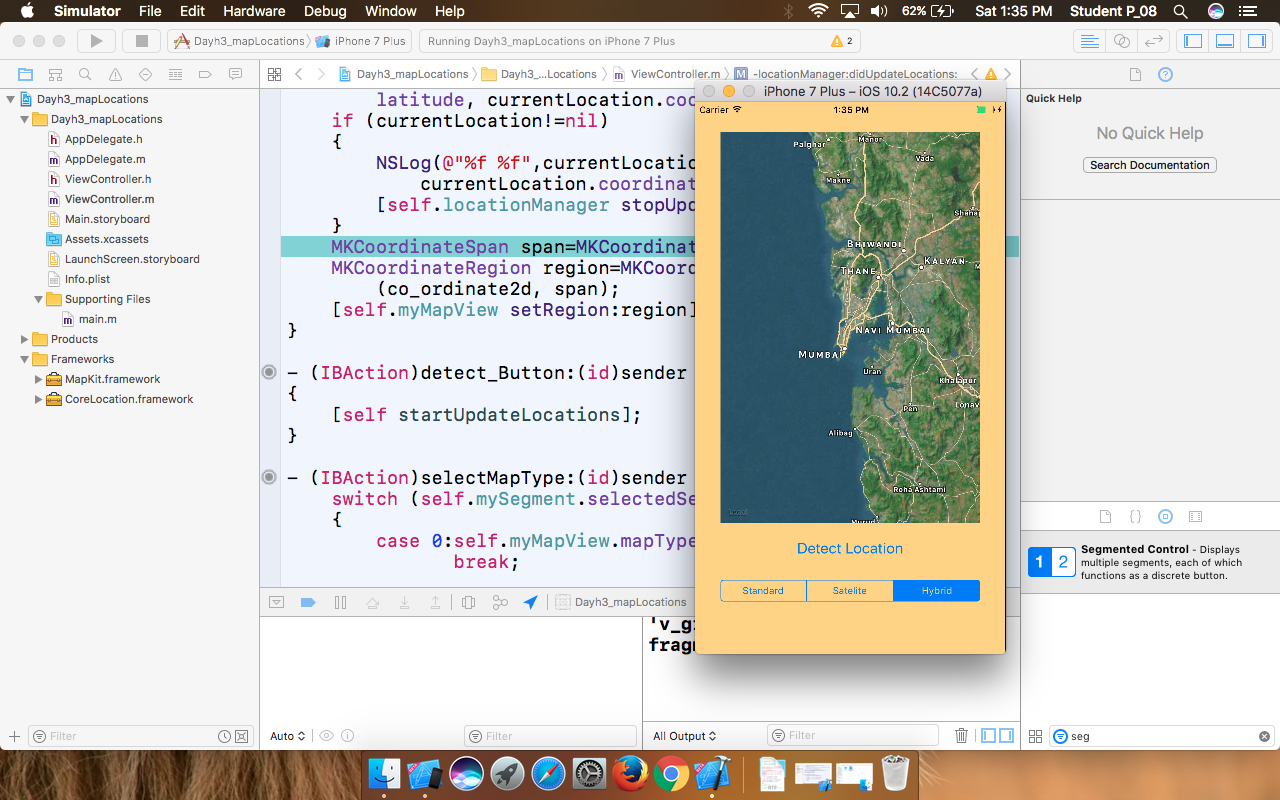 Simulator File Edit Hardware Debug Window Help 62% Sat 1:35 PM Student P_08
Dayh3_mapLocations iPhone 7 Plus Running Dayh3_mapLocations on iPhone 7 Plus 2
Dayh3_mapLocations Dayh3_...Locations ViewController.m M -locationManager:didUpdateLocations:
Dayh3_mapLocations
Dayh3_mapLocations
h AppDelegate.h
m AppDelegate.m
h ViewController.h
m ViewController.m
Main.storyboard
Assets.xcassets
LaunchScreen.storyboard
Info.plist
Supporting Files
m main.m
Products
Frameworks
MapKit.framework
CoreLocation.framework
Filter
latitude, currentLocation.coo
if (currentLocation!=nil)
{
NSLog(@"%f %f",currentLocatio
currentLocation.coordinat
[self.locationManager stopUpd
}
MKCoordinateSpan span=MKCoordinat
MKCoordinateRegion region=MKCoord
(co_ordinate2d, span);
[self.myMapView setRegion:region]
}
– (IBAction)detect_Button:(id)sender
{
[self startUpdateLocations];
}
– (IBAction)selectMapType:(id)sender
switch (self.mySegment.selectedSe
{
case 0:self.myMapView.mapType
break;
Dayh3_mapLocations
fragm
Auto
Filter
All Output
Filter
iPhone 7 Plus – iOS 10.2 (14C5077a)
Carrier 1:35 PM
Palghar
Manor
Vada
Makne
Shaha
Bhiwandi
Kalyan
Thane
Navi Mumbai
Mumbai
Uran
Khalapur
Pen
Lonav
Alibag
Roha Ashtami
Murud
Legal
Detect Location
Standard Satelite Hybrid
Quick Help
No Quick Help
Search Documentation
{}
1 2
Segmented Control - Displays
multiple segments, each of which
functions as a discrete button.
seg